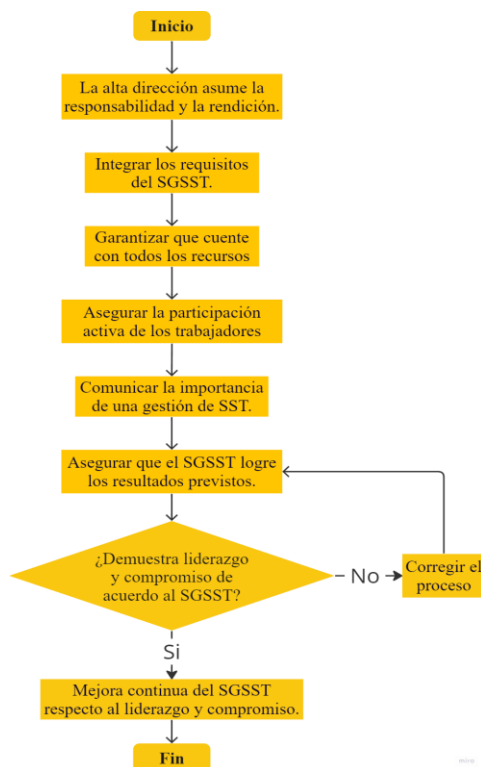 Inicio
La alta dirección asume la
responsabilidad y la rendición.
Integrar los requisitos
del SGSST.
Garantizar que cuente
con todos los recursos
Asegurar la participación
activa de los trabajadores
Comunicar la importancia
de una gestión de SST.
Asegurar que el SGSST logre
los resultados previstos.
¿Demuestra liderazgo
y compromiso de
acuerdo al SGSST?
No
Corregir el
proceso
Si
Mejora continua del SGSST
respecto al liderazgo y compromiso.
Fin
miro